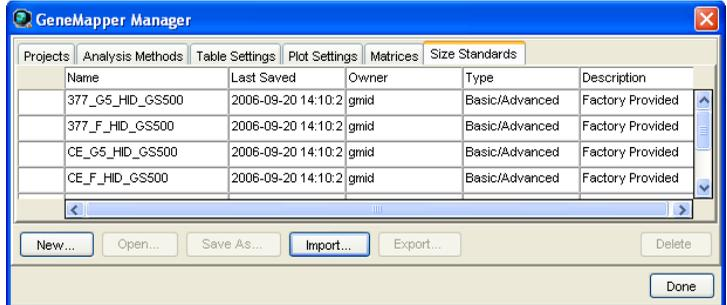 GeneMapper Manager
Projects Analysis Methods Table Settings Plot Settings Matrices Size Standards
Name Last Saved Owner Type Description
377_G5_HID_GS500 2006-09-20 14:10:2 gmid Basic/Advanced Factory Provided
377_F_HID_GS500 2006-09-20 14:10:2 gmid Basic/Advanced Factory Provided
CE_G5_HID_GS500 2006-09-20 14:10:2 gmid Basic/Advanced Factory Provided
CE_F_HID_GS500 2006-09-20 14:10:2 gmid Basic/Advanced Factory Provided
New... Open... Save As... Import... Export... Delete
Done